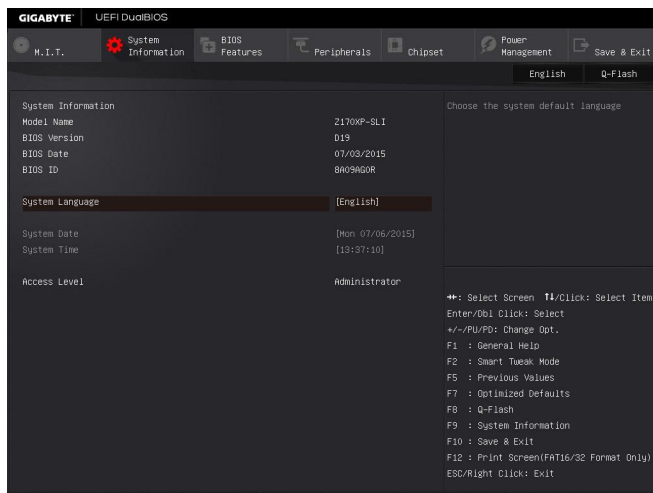 GIGABYTE™ UEFI DualBIOS
M.I.T. System Information BIOS Features Peripherals Chipset Power Management Save & Exit
English Q-Flash
System Information
Model Name Z170XP-SLI
BIOS Version D19
BIOS Date 07/03/2015
BIOS ID 8A09AG0R
System Language [English]
System Date [Mon 07/06/2015]
System Time [13:37:10]
Access Level Administrator
Choose the system default language
→←: Select Screen ↑↓/Click: Select Item
Enter/Dbl Click: Select
+/-/PU/PD: Change Opt.
F1 : General Help
F2 : Smart Tweak Mode
F5 : Previous Values
F7 : Optimized Defaults
F8 : Q-Flash
F9 : System Information
F10 : Save & Exit
F12 : Print Screen(FAT16/32 Format Only)
ESC/Right Click: Exit